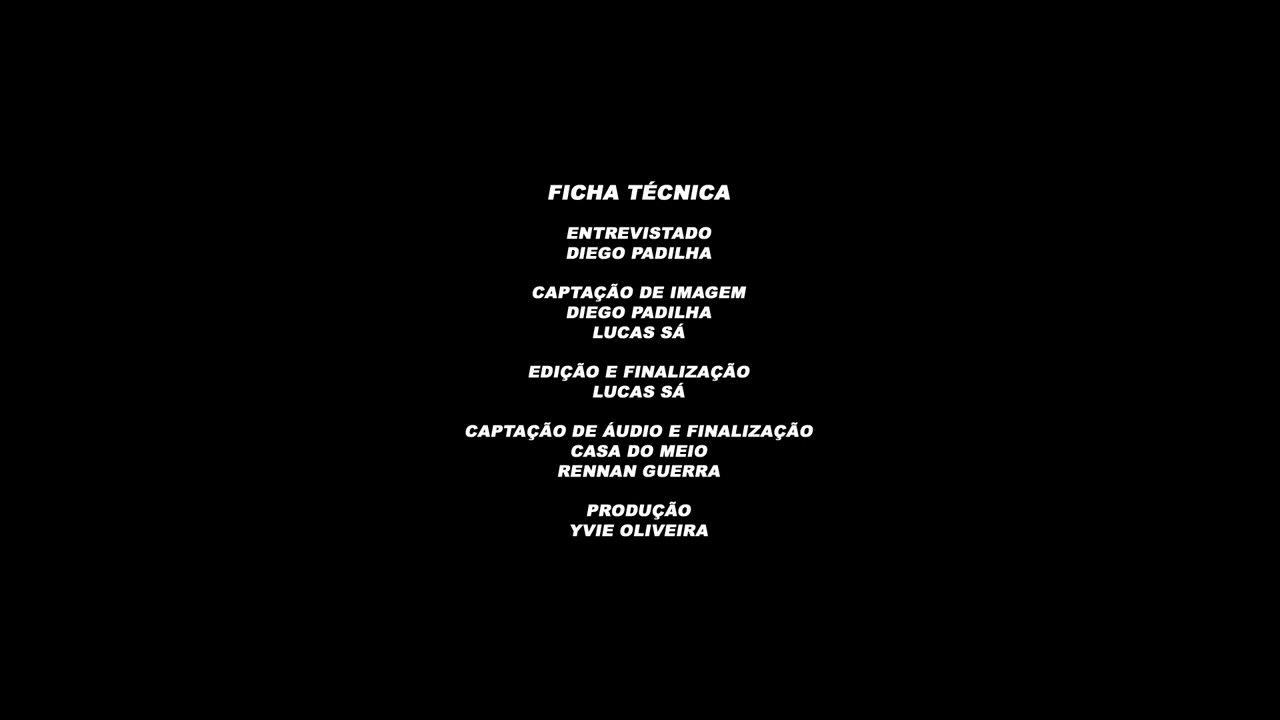 FICHA TÉCNICA
ENTREVISTADO
DIEGO PADILHA
CAPTAÇÃO DE IMAGEM
DIEGO PADILHA
LUCAS SÁ
EDIÇÃO E FINALIZAÇÃO
LUCAS SÁ
CAPTAÇÃO DE ÁUDIO E FINALIZAÇÃO
CASA DO MEIO
RENNAN GUERRA
PRODUÇÃO
YVIE OLIVEIRA